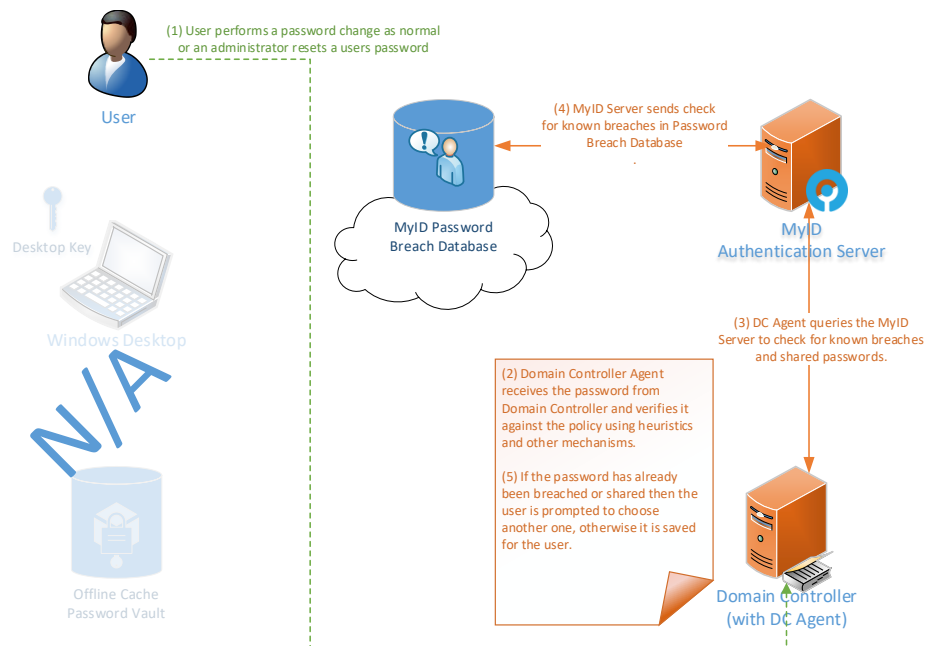 (1) User performs a password change as normal
or an administrator resets a users password
User
(4) MyID Server sends check
for known breaches in Password
Breach Database
.
MyID Password
Breach Database
MyID
Authentication Server
Desktop Key
Windows Desktop
N/A
(3) DC Agent queries the MyID
Server to check for known breaches
and shared passwords.
(2) Domain Controller Agent
receives the password from
Domain Controller and verifies it
against the policy using heuristics
and other mechanisms.
(5) If the password has already
been breached or shared then the
user is prompted to choose
another one, otherwise it is saved
for the user.
Offline Cache
Password Vault
Domain Controller
(with DC Agent)